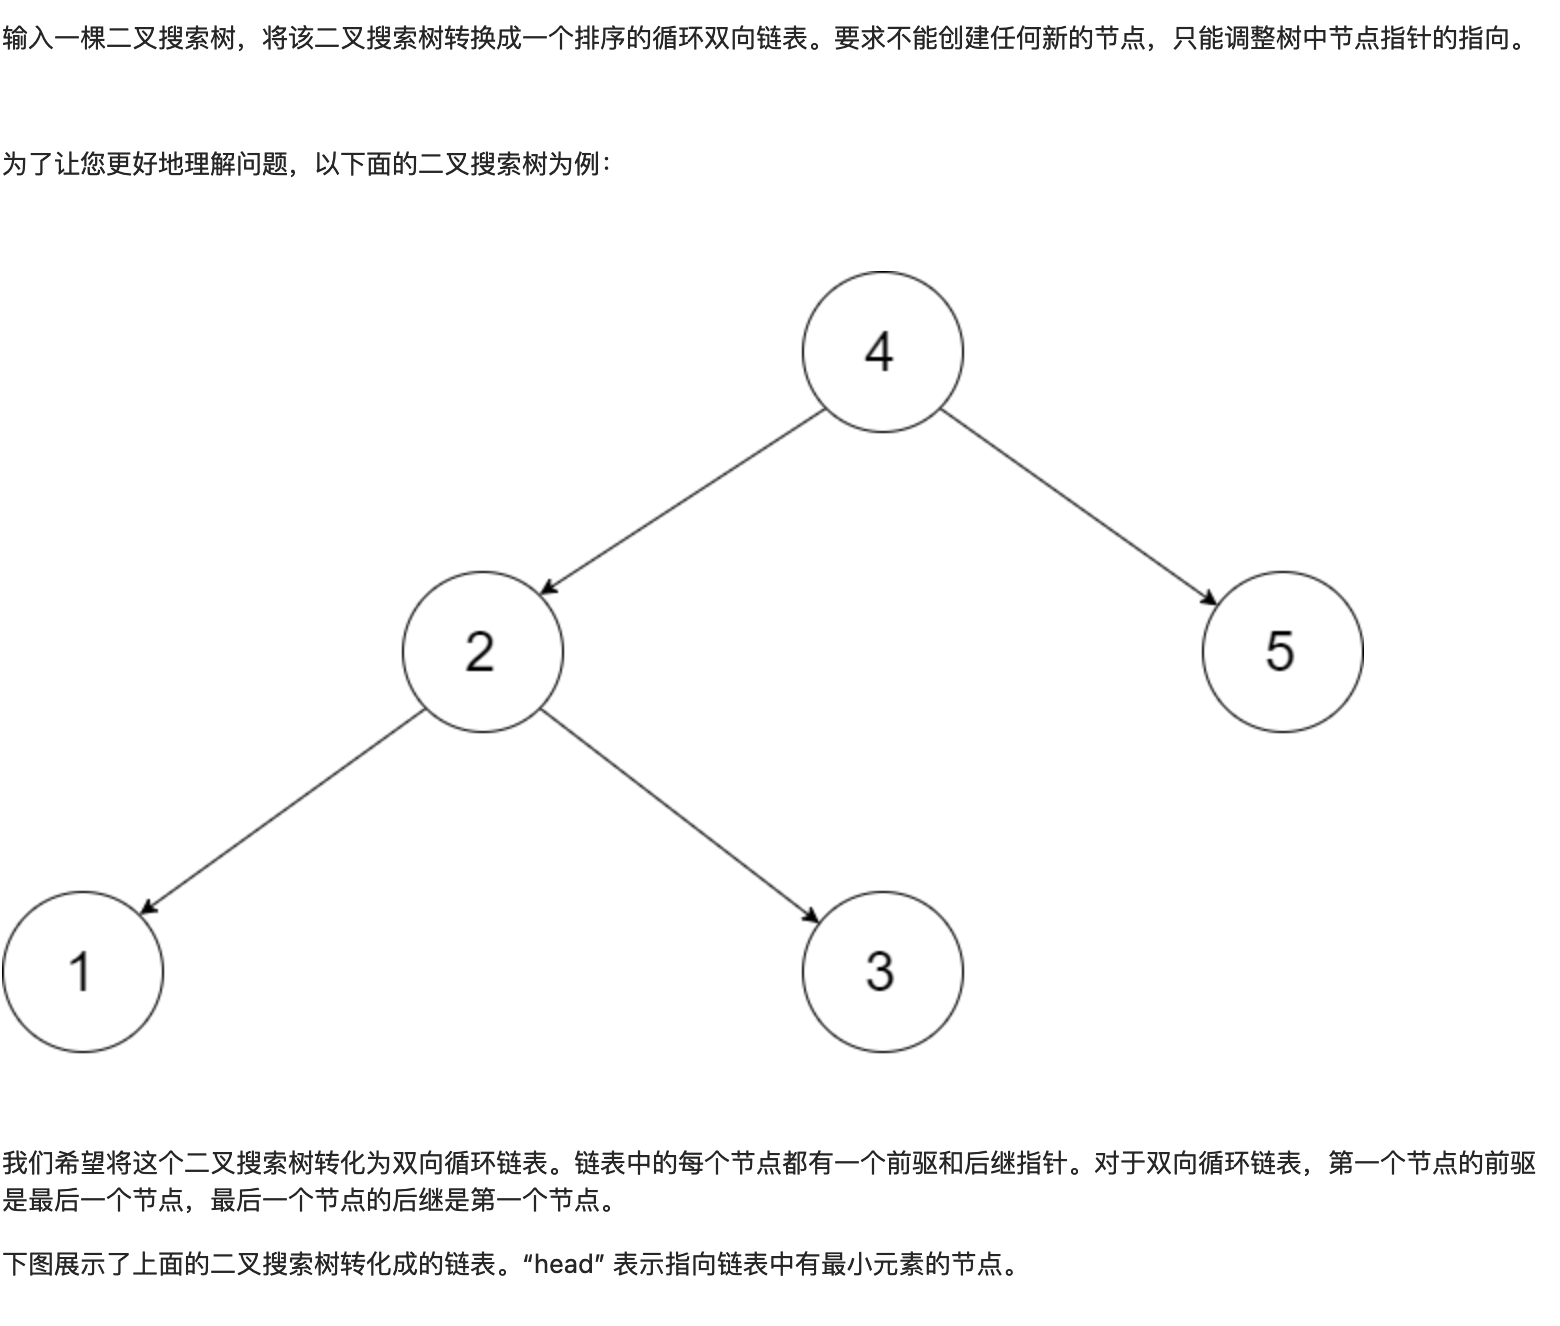 输入一棵二叉搜索树，将该二叉搜索树转换成一个排序的循环双向链表。要求不能创建任何新的节点，只能调整树中节点指针的指向。
为了让您更好地理解问题，以下面的二叉搜索树为例：
4
2
5
1
3
我们希望将这个二叉搜索树转化为双向循环链表。链表中的每个节点都有一个前驱和后继指针。对于双向循环链表，第一个节点的前驱
是最后一个节点，最后一个节点的后继是第一个节点。
下图展示了上面的二叉搜索树转化成的链表。“head” 表示指向链表中有最小元素的节点。